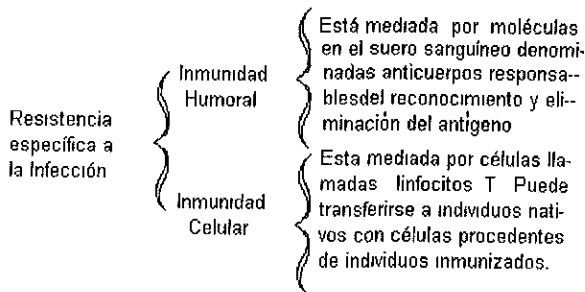 Resistencia
específica a
la Infección
Inmunidad
Humoral
Está mediada por moléculas
en el suero sanguíneo denomi-
nadas anticuerpos responsa--
blesdel reconocimiento y eli-
minación del antígeno
Inmunidad
Celular
Esta mediada por células lla-
madas linfocitos T Puede
transferirse a individuos nati-
vos con células procedentes
de individuos inmunizados.